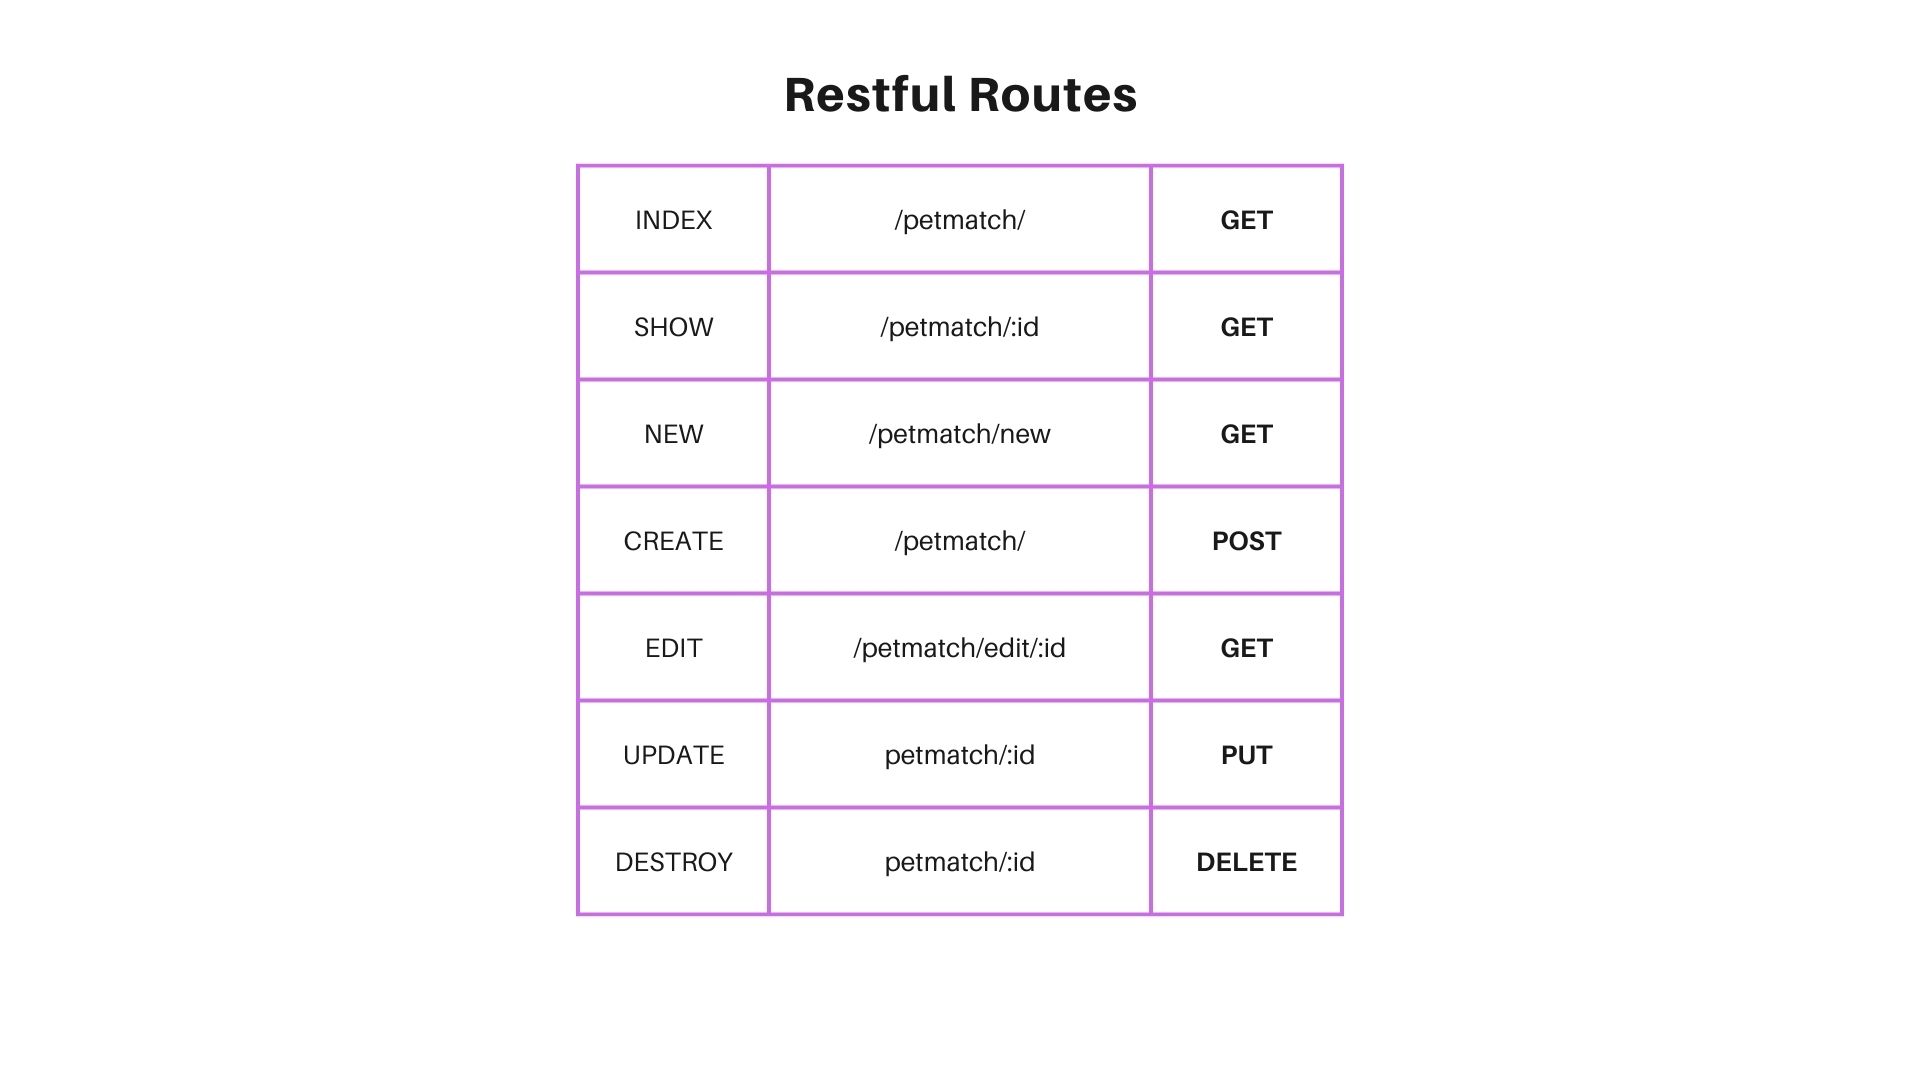 Restful Routes
INDEX /petmatch/ GET
SHOW /petmatch/:id GET
NEW /petmatch/new GET
CREATE /petmatch/ POST
EDIT /petmatch/edit/:id GET
UPDATE petmatch/:id PUT
DESTROY petmatch/:id DELETE